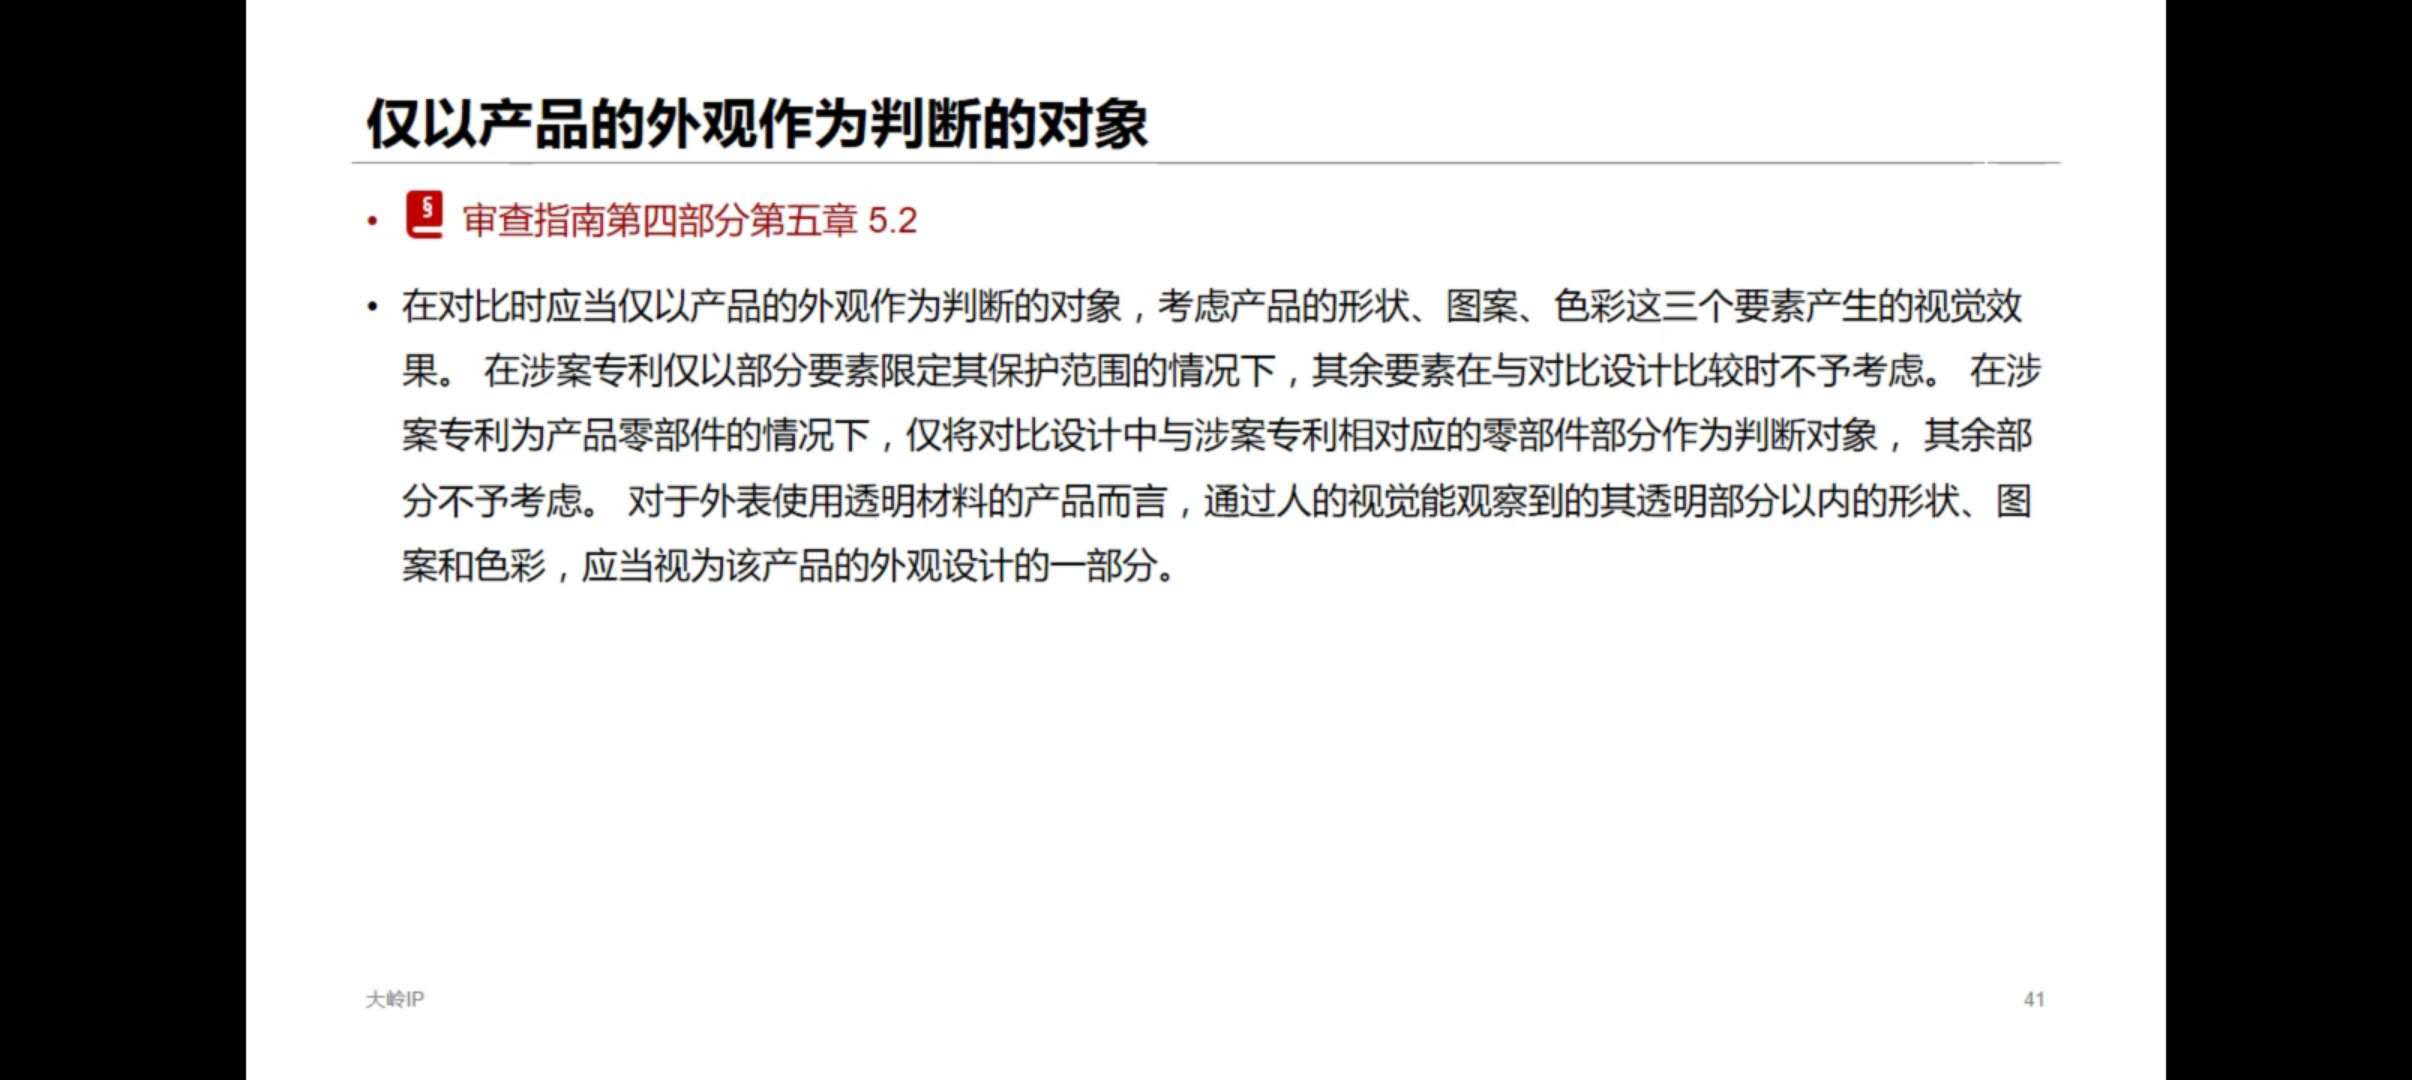 仅以产品的外观作为判断的对象
• § 审查指南第四部分第五章 5.2
• 在对比时应当仅以产品的外观作为判断的对象，考虑产品的形状、图案、色彩这三个要素产生的视觉效
果。 在涉案专利仅以部分要素限定其保护范围的情况下，其余要素在与对比设计比较时不予考虑。 在涉
案专利为产品零部件的情况下，仅将对比设计中与涉案专利相对应的零部件部分作为判断对象， 其余部
分不予考虑。 对于外表使用透明材料的产品而言，通过人的视觉能观察到的其透明部分以内的形状、图
案和色彩，应当视为该产品的外观设计的一部分。
大岭IP
41